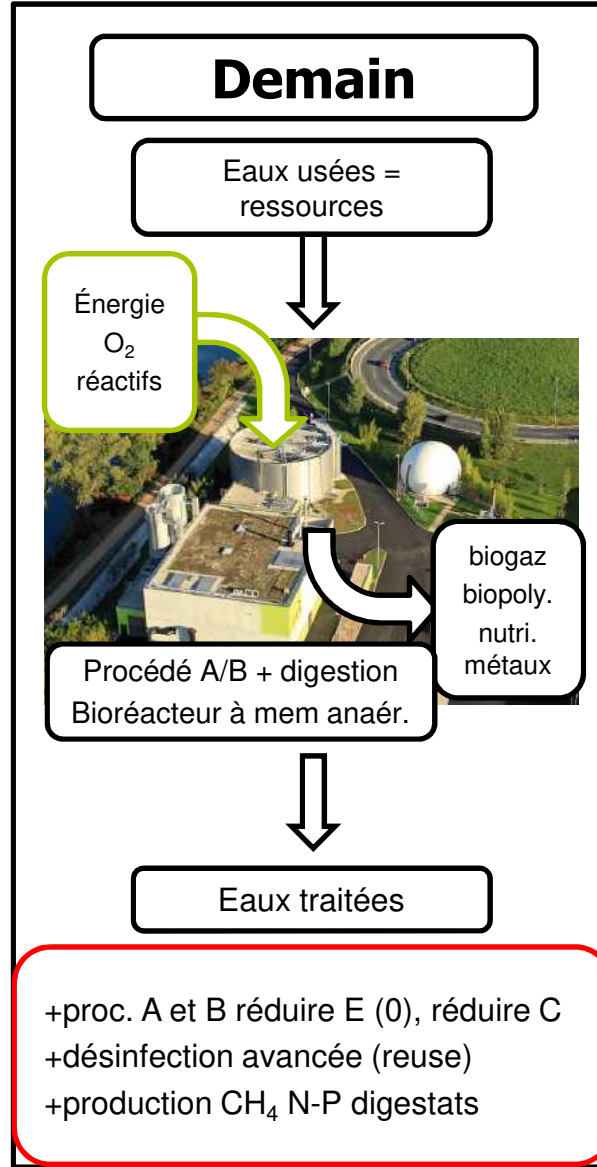 Demain
Eaux usées =
ressources
Énergie
O₂
réactifs
biogaz
biopoly.
nutri.
métaux
Procédé A/B + digestion
Bioréacteur à mem anaér.
Eaux traitées
+proc. A et B réduire E (0), réduire C
+désinfection avancée (reuse)
+production CH₄ N-P digestats